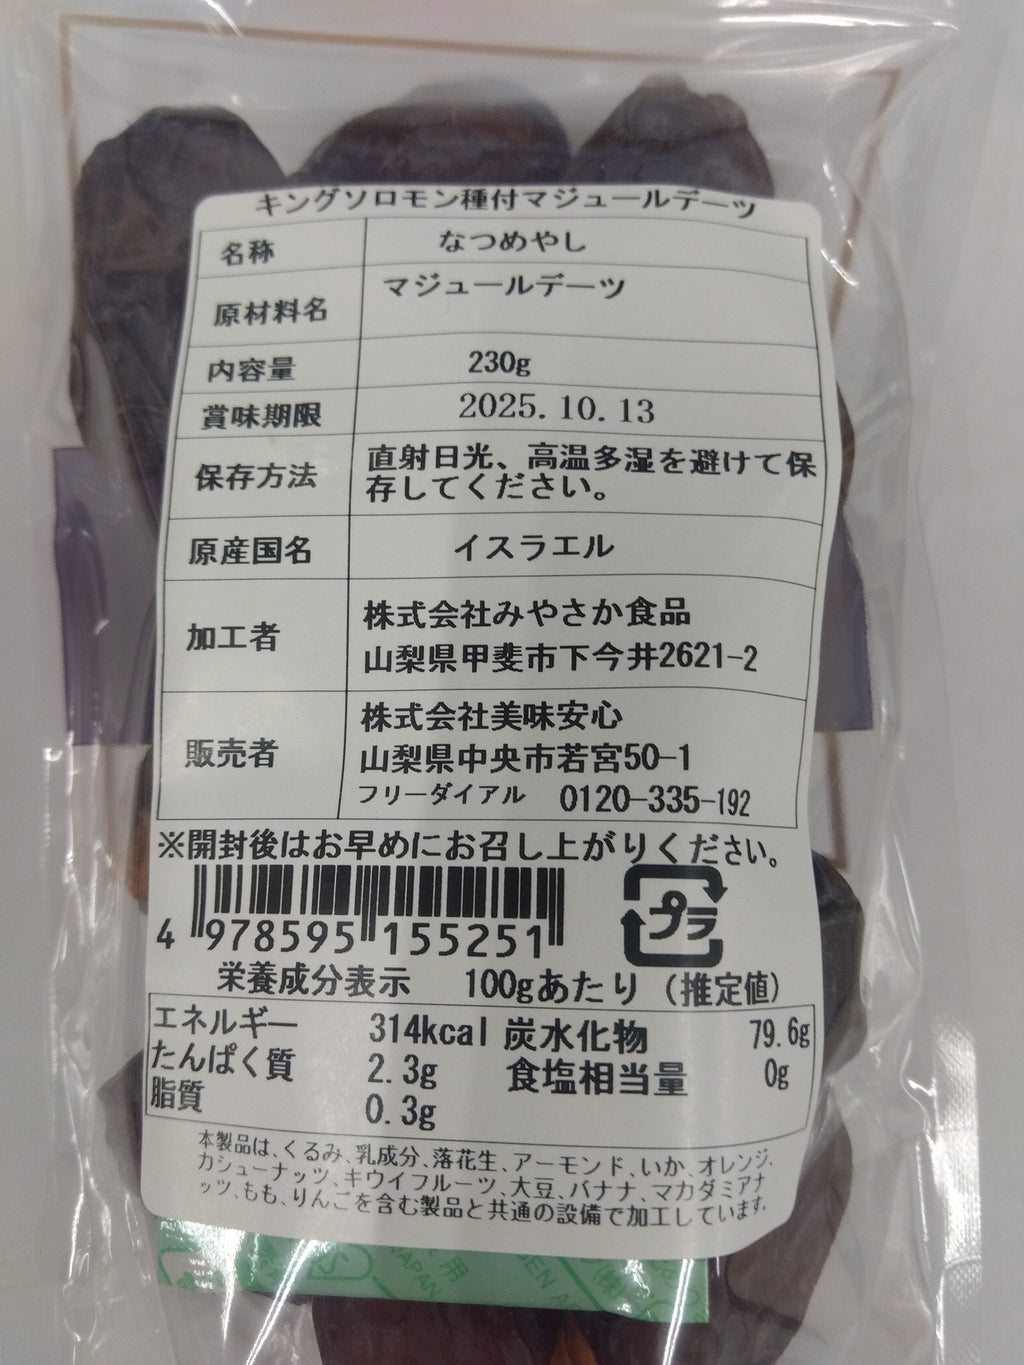 キングソロモン種付マジュールデーツ
名称 なつめやし
原材料名 マジュールデーツ
内容量 230g
賞味期限 2025.10.13
保存方法 直射日光、高温多湿を避けて保
存してください。
原産国名 イスラエル
加工者 株式会社みやさか食品
山梨県甲斐市下今井2621-2
販売者 株式会社美味安心
山梨県中央市若宮50-1
フリーダイアル 0120-335-192
※開封後はお早めにお召し上がりください。
4 978595 155251
プラ
栄養成分表示 100gあたり (推定値)
エネルギー 314kcal 炭水化物 79.6g
たんぱく質 2.3g 食塩相当量 0g
脂質 0.3g
本製品は、くるみ、乳成分、落花生、アーモンド、いか、オレンジ、
カシューナッツ、キウイフルーツ、大豆、バナナ、マカダミアナ
ッツ、もも、りんごを含む製品と共通の設備で加工しています。
JAPAN 用